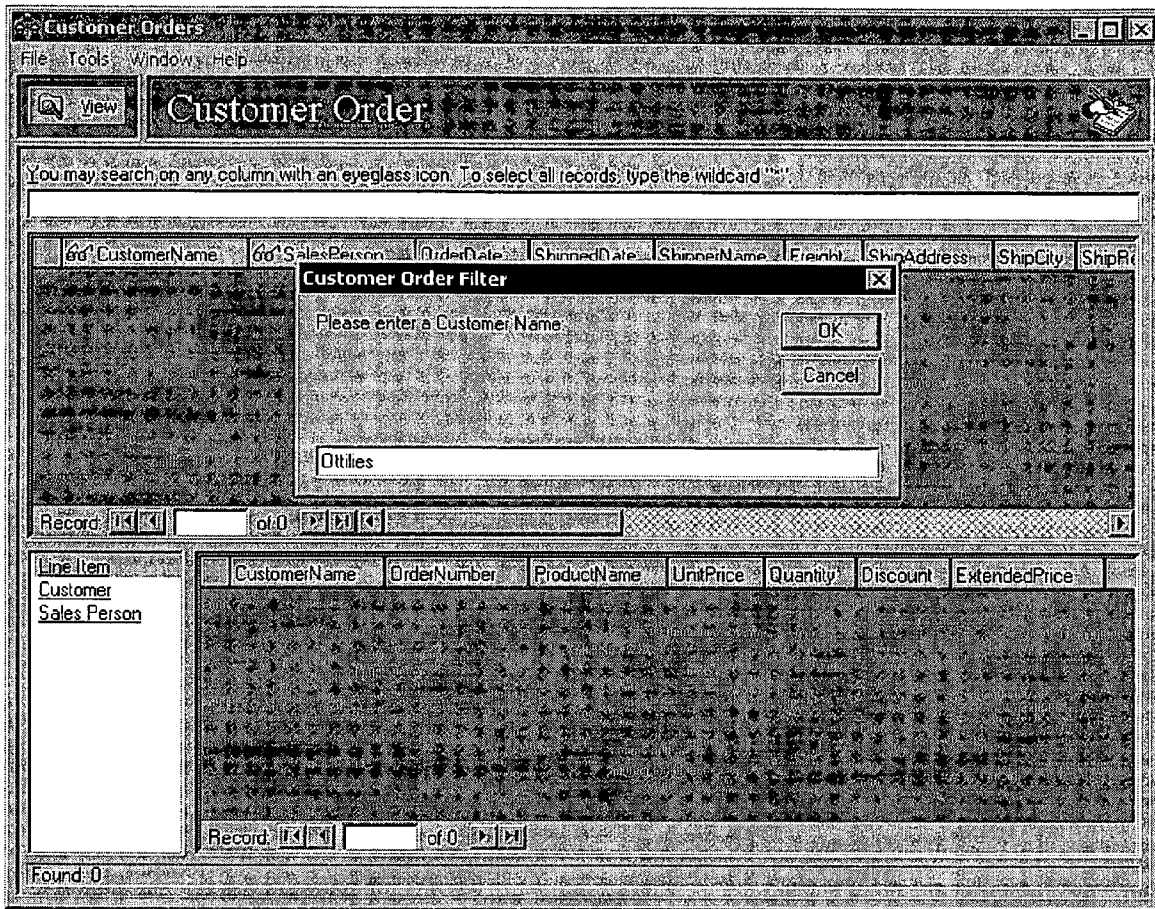 Customer Orders
File Tools Window Help
View
Customer Order
You may search on any column with an eyeglass icon. To select all records, type the wildcard "*".
CustomerName SalesPerson OrderDate ShippedDate ShipperName Freight ShipAddress ShipCity ShipRe
Customer Order Filter
Please enter a Customer Name:
OK
Cancel
Ottilies
Record: of 0
Line Item
Customer
Sales Person
CustomerName OrderNumber ProductName UnitPrice Quantity Discount ExtendedPrice
Record: of 0
Found: 0